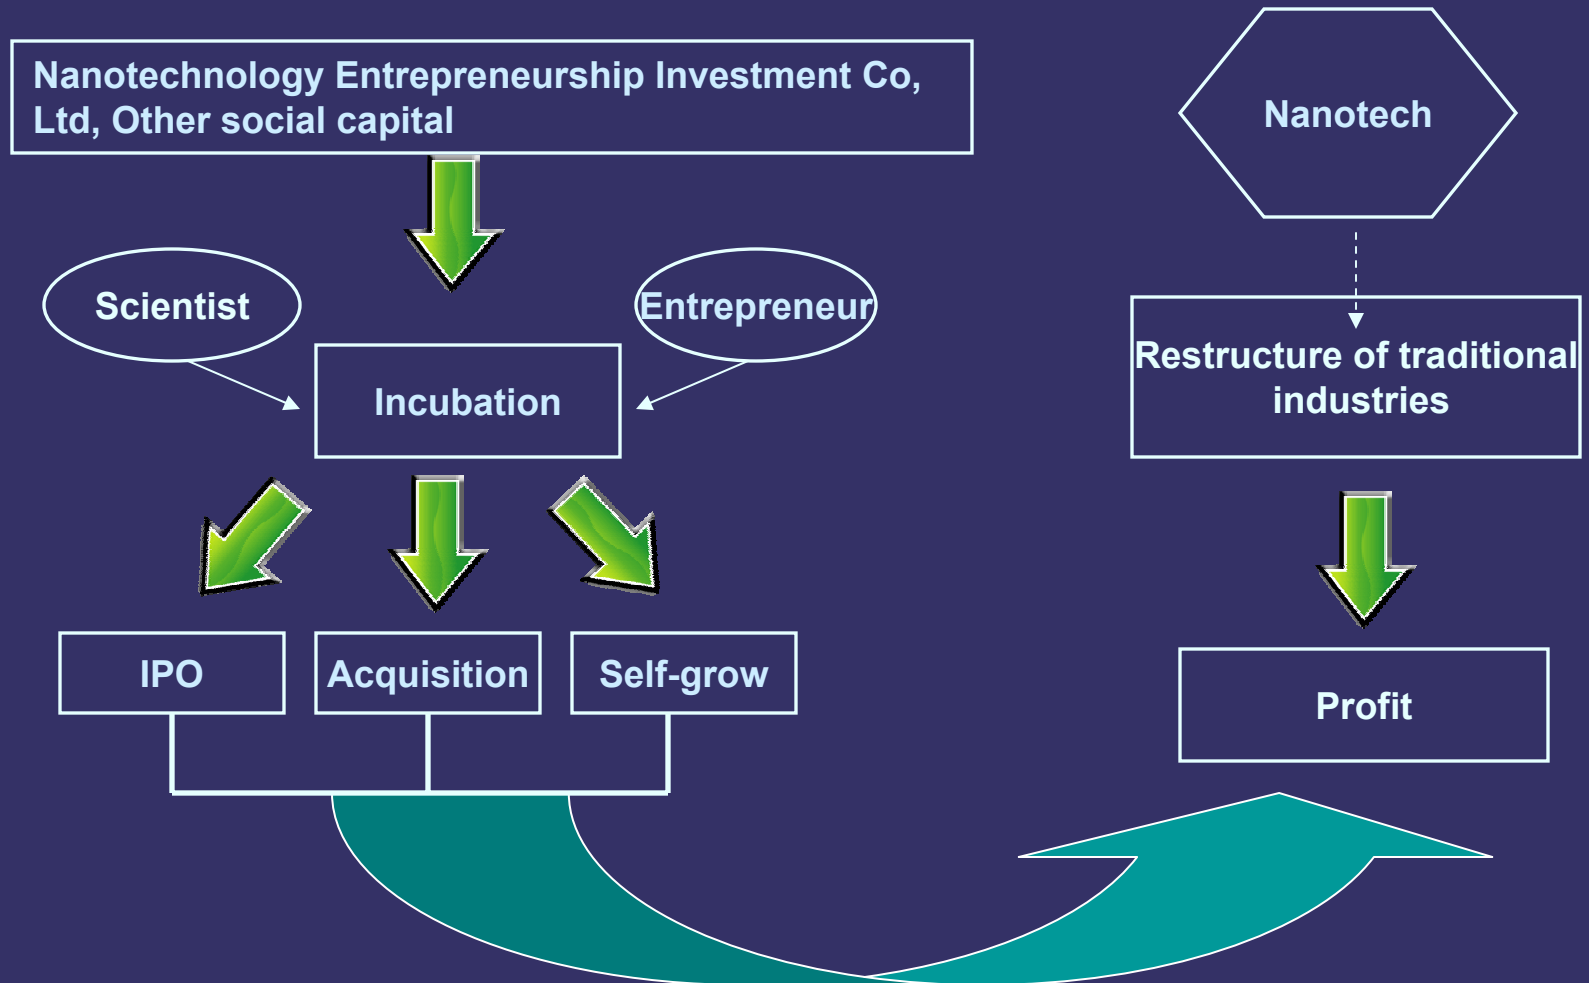 Nanotechnology Entrepreneurship Investment Co,
Ltd, Other social capital
Nanotech
Scientist
Entrepreneur
Incubation
Restructure of traditional
industries
IPO
Acquisition
Self-grow
Profit